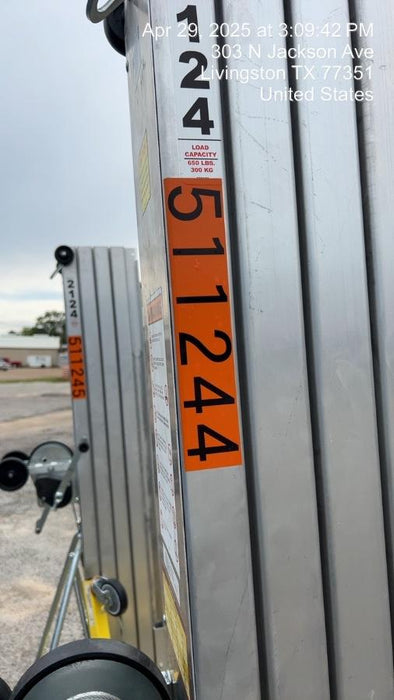 Apr 29, 2025 at 3:09:42 PM
303 N Jackson Ave
Livingston TX 77351
United States
124
LOAD
CAPACITY
650 LBS.
300 KG
511244
2124
511245